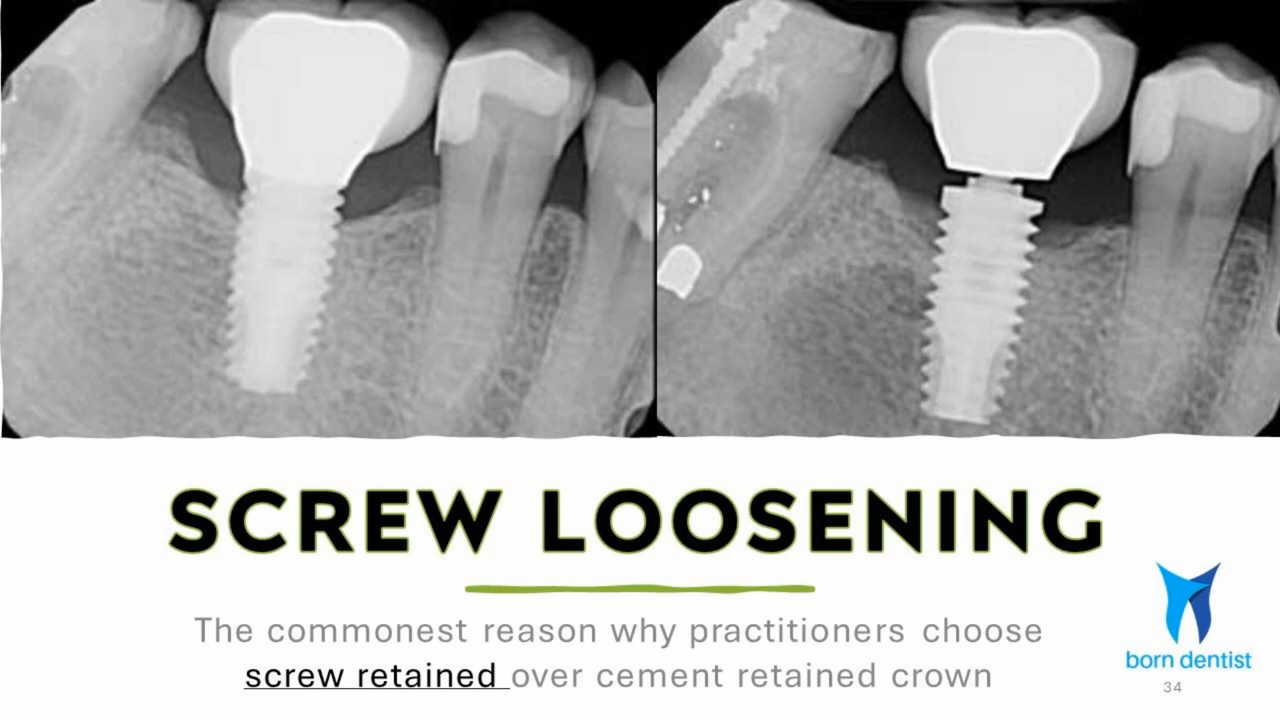 SCREW LOOSENING
The commonest reason why practitioners choose
screw retained over cement retained crown
born dentist
34